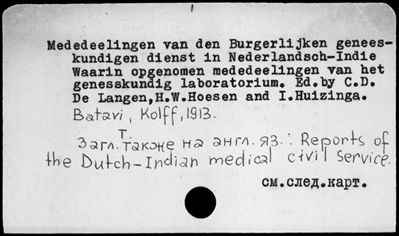 Mededeelingen van den Burgerlijken genees-
kundigen dienst in Nederlandsch-Indie
Waarin opgenomen mededeelingen van het
genesskundig laboratorium. Ed.by C.D.
De Langen,H.W.Hoesen and I.Huizinga.
Batavi, Kolff,1913.
Т.
Загл. также на англ. яз.: Reports of
the Dutch-Indian medical civil service.
см.след.карт.